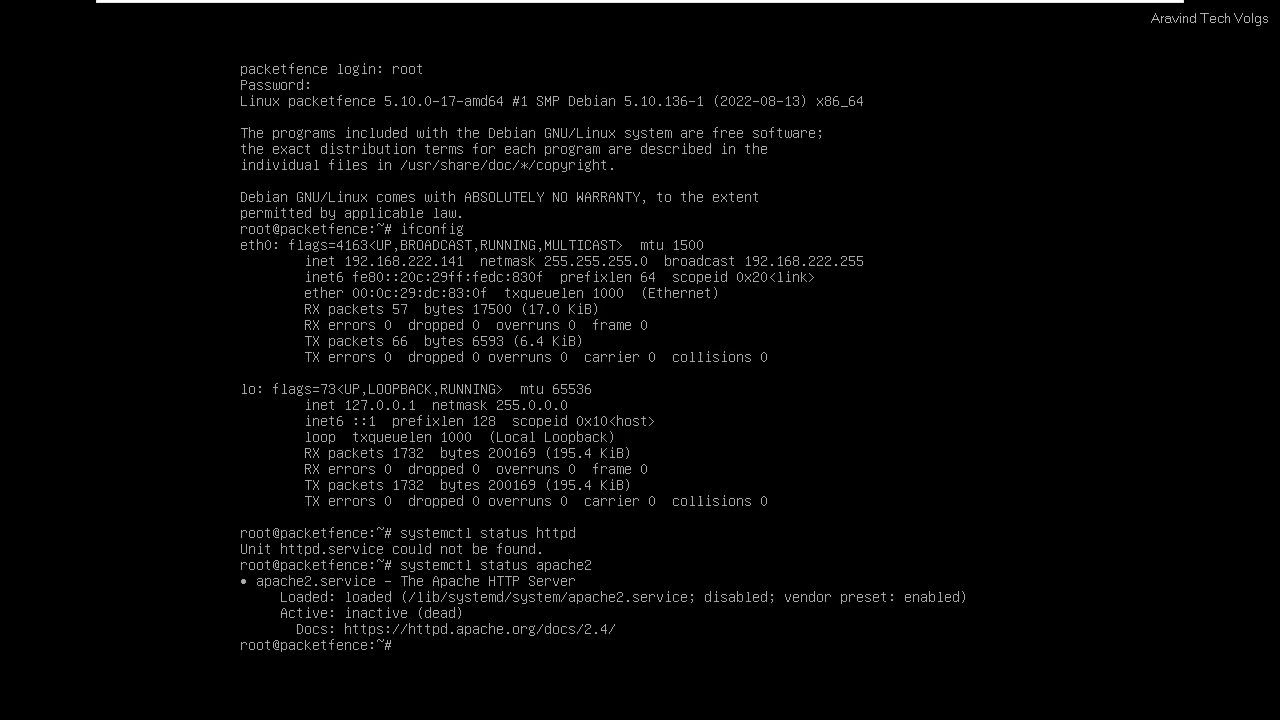 Aravind Tech Volgs
packetfence login: root
Password:
Linux packetfence 5.10.0-17-amd64 #1 SMP Debian 5.10.136-1 (2022-08-13) x86_64
The programs included with the Debian GNU/Linux system are free software;
the exact distribution terms for each program are described in the
individual files in /usr/share/doc/*/copyright.
Debian GNU/Linux comes with ABSOLUTELY NO WARRANTY, to the extent
permitted by applicable law.
root@packetfence:~# ifconfig
eth0: flags=4163<UP,BROADCAST,RUNNING,MULTICAST>  mtu 1500
        inet 192.168.222.141  netmask 255.255.255.0  broadcast 192.168.222.255
        inet6 fe80::20c:29ff:fedc:830f  prefixlen 64  scopeid 0x20<link>
        ether 00:0c:29:dc:83:0f  txqueuelen 1000  (Ethernet)
        RX packets 57  bytes 17500 (17.0 KiB)
        RX errors 0  dropped 0  overruns 0  frame 0
        TX packets 66  bytes 6593 (6.4 KiB)
        TX errors 0  dropped 0 overruns 0  carrier 0  collisions 0
lo: flags=73<UP,LOOPBACK,RUNNING>  mtu 65536
        inet 127.0.0.1  netmask 255.0.0.0
        inet6 ::1  prefixlen 128  scopeid 0x10<host>
        loop  txqueuelen 1000  (Local Loopback)
        RX packets 1732  bytes 200169 (195.4 KiB)
        RX errors 0  dropped 0  overruns 0  frame 0
        TX packets 1732  bytes 200169 (195.4 KiB)
        TX errors 0  dropped 0 overruns 0  carrier 0  collisions 0
root@packetfence:~# systemctl status httpd
Unit httpd.service could not be found.
root@packetfence:~# systemctl status apache2
• apache2.service - The Apache HTTP Server
     Loaded: loaded (/lib/systemd/system/apache2.service; disabled; vendor preset: enabled)
     Active: inactive (dead)
       Docs: https://httpd.apache.org/docs/2.4/
root@packetfence:~#